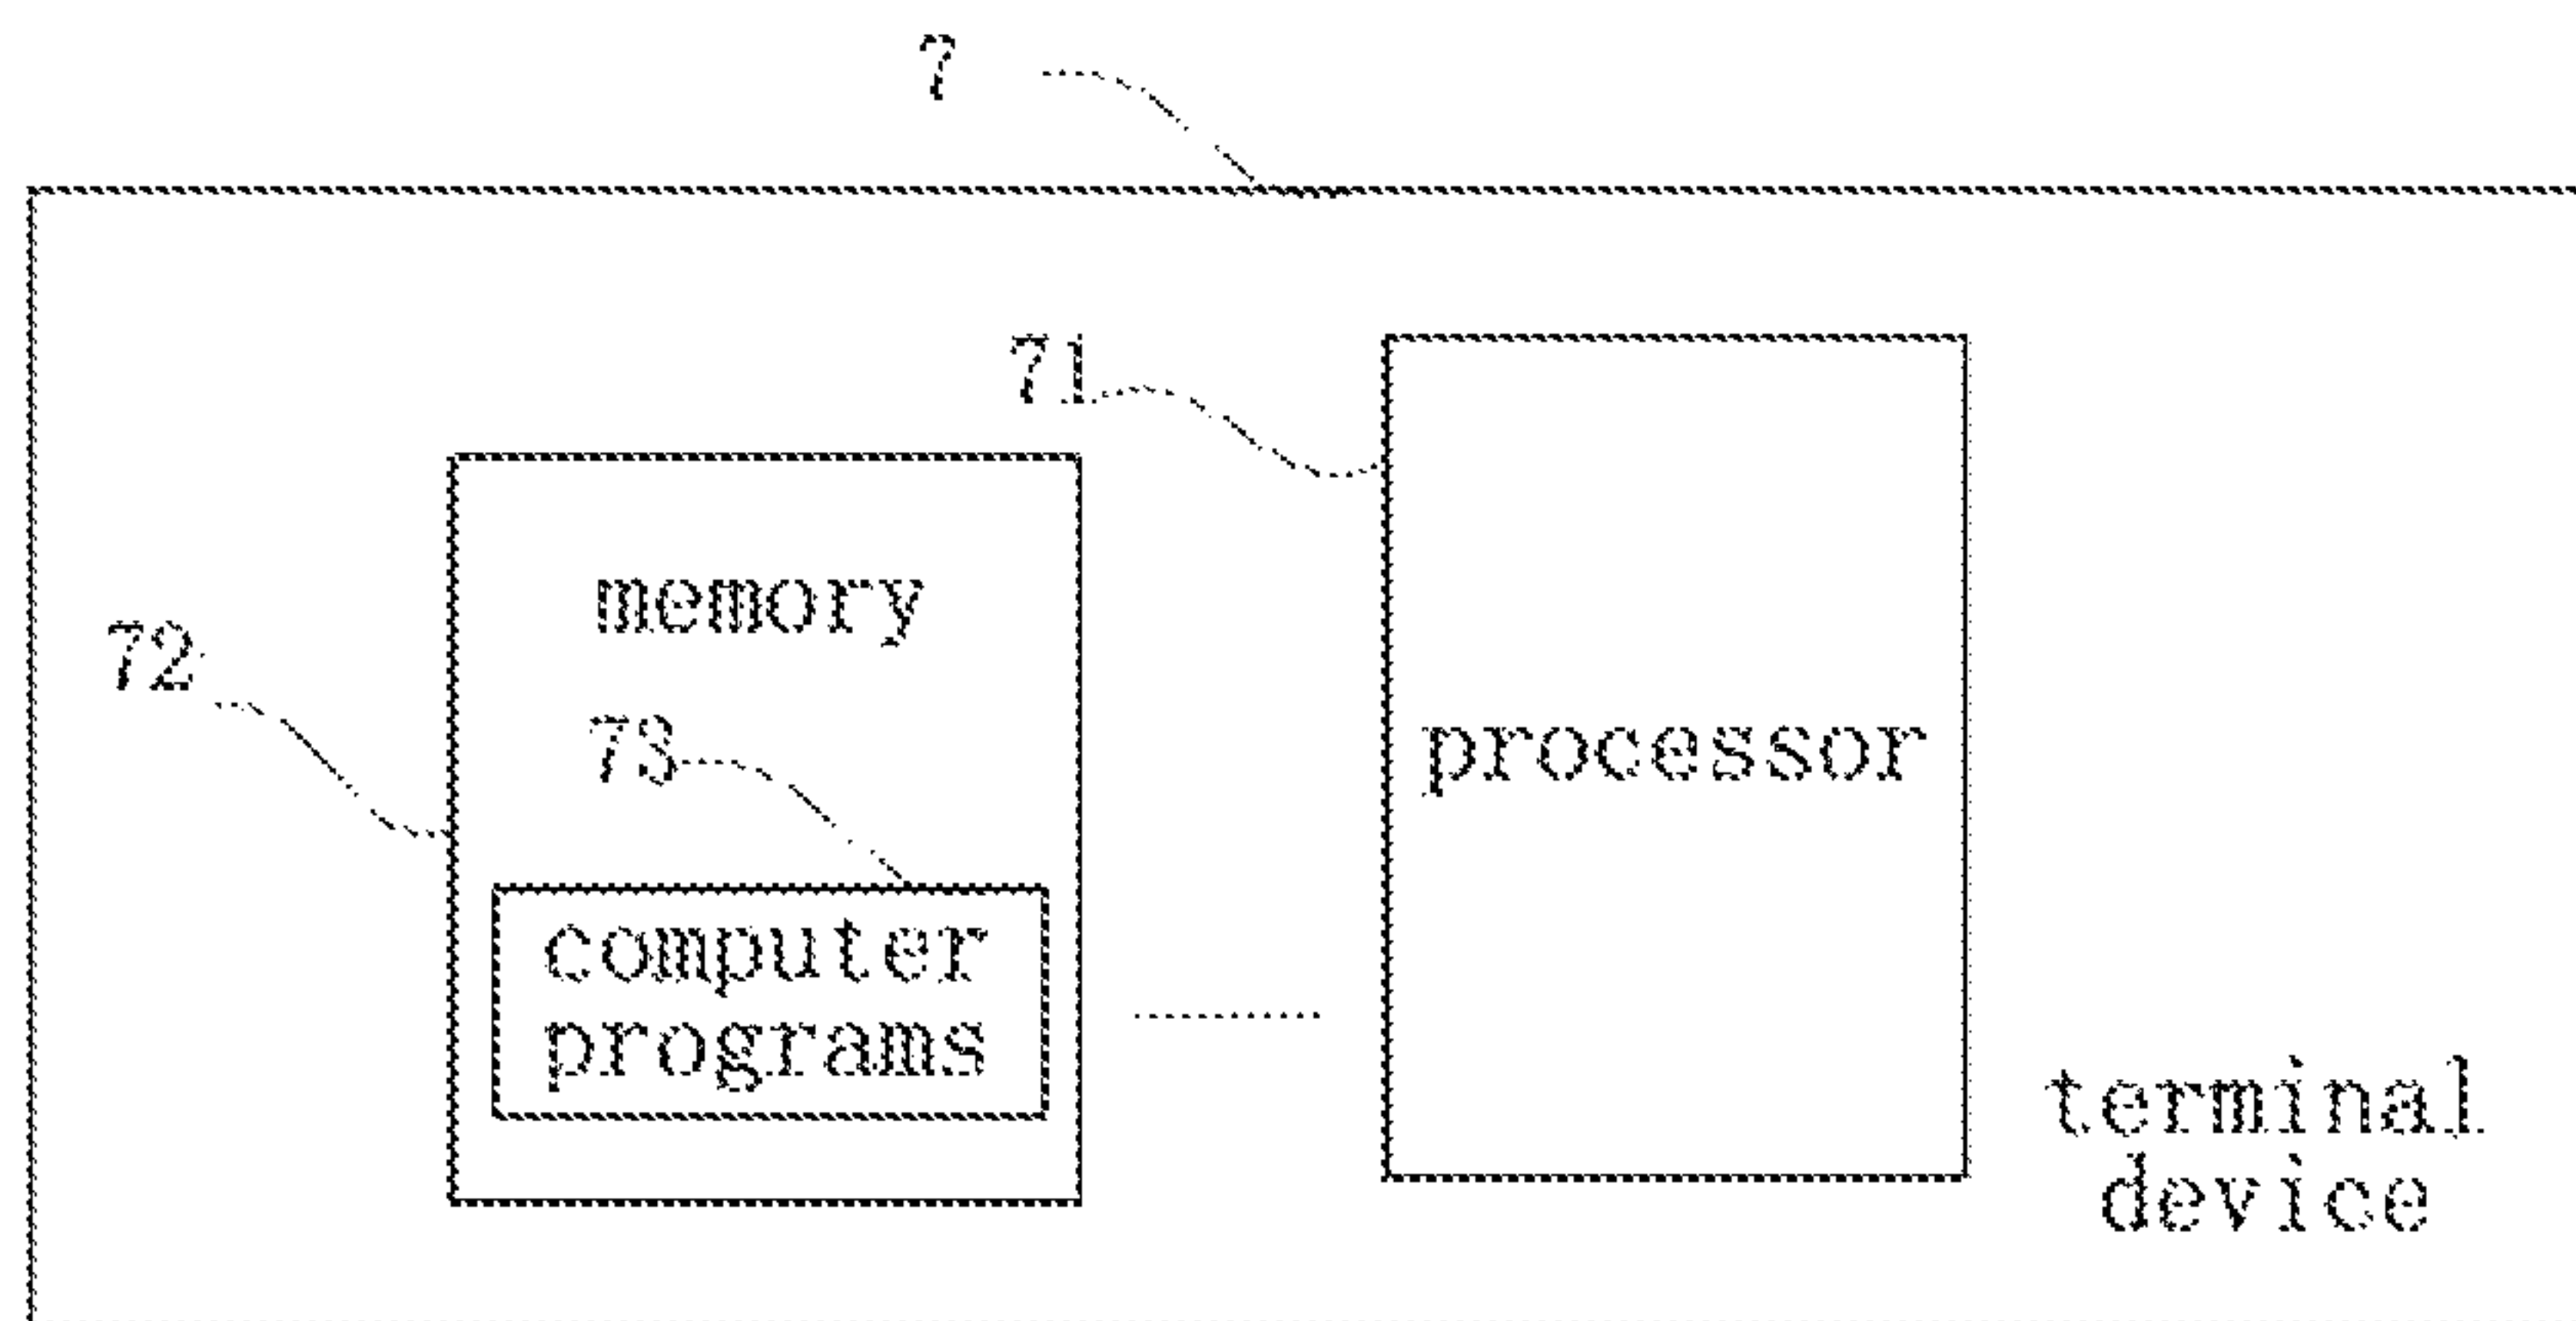 7
71
memory
72
73
processor
computer
programs
terminal
device